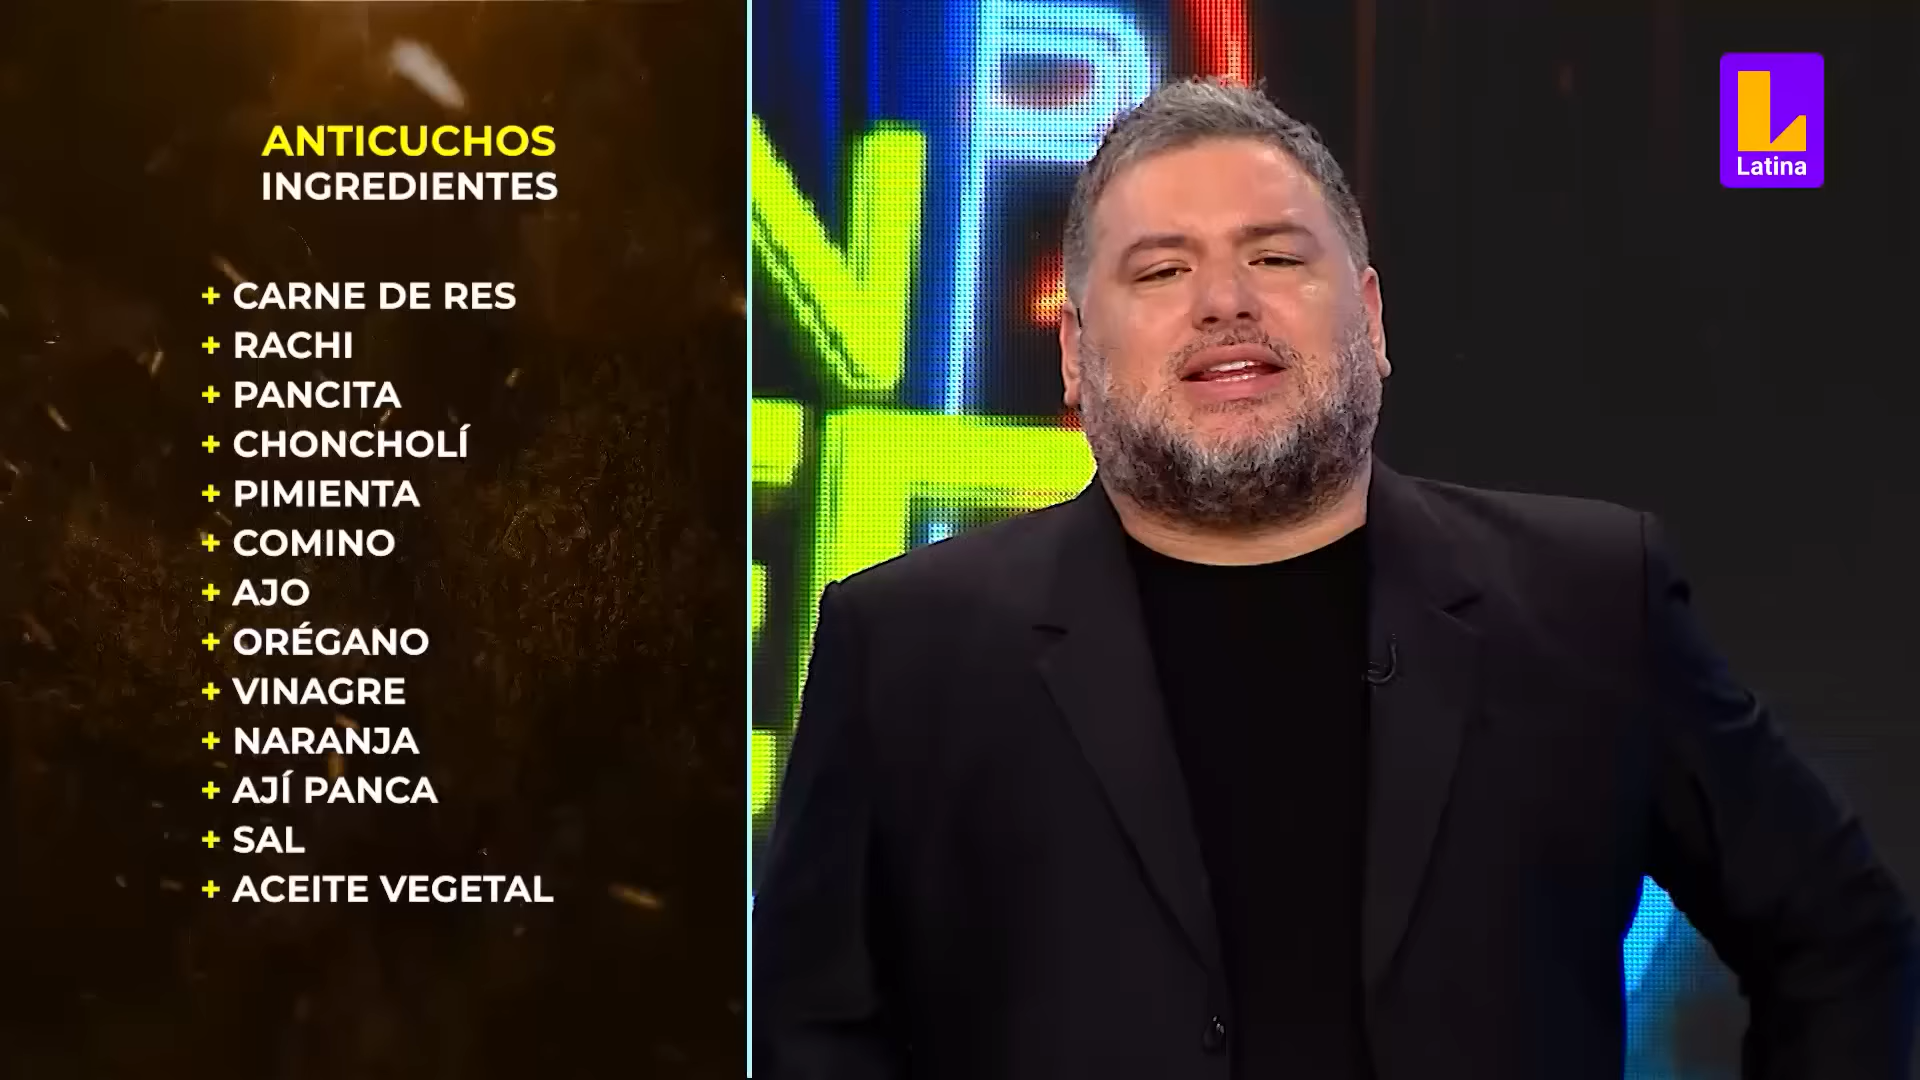 ANTICUCHOS
INGREDIENTES
+ CARNE DE RES
+ RACHI
+ PANCITA
+ CHONCHOLÍ
+ PIMIENTA
+ COMINO
+ AJO
+ ORÉGANO
+ VINAGRE
+ NARANJA
+ AJÍ PANCA
+ SAL
+ ACEITE VEGETAL
Latina